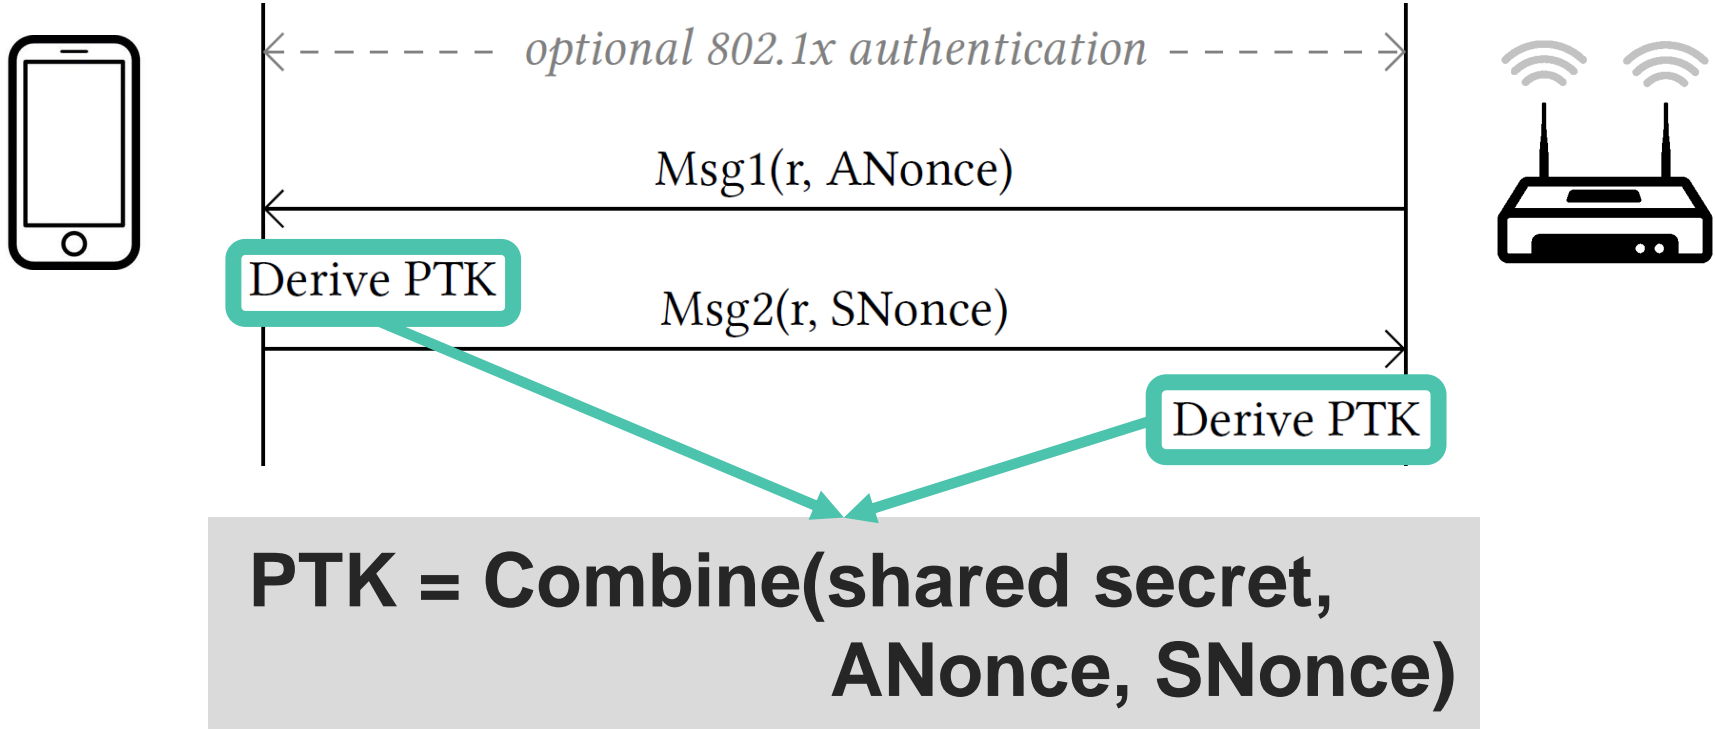 optional 802.1x authentication
Msg1(r, ANonce)
Derive PTK
Msg2(r, SNonce)
Derive PTK
PTK = Combine(shared secret,
ANonce, SNonce)